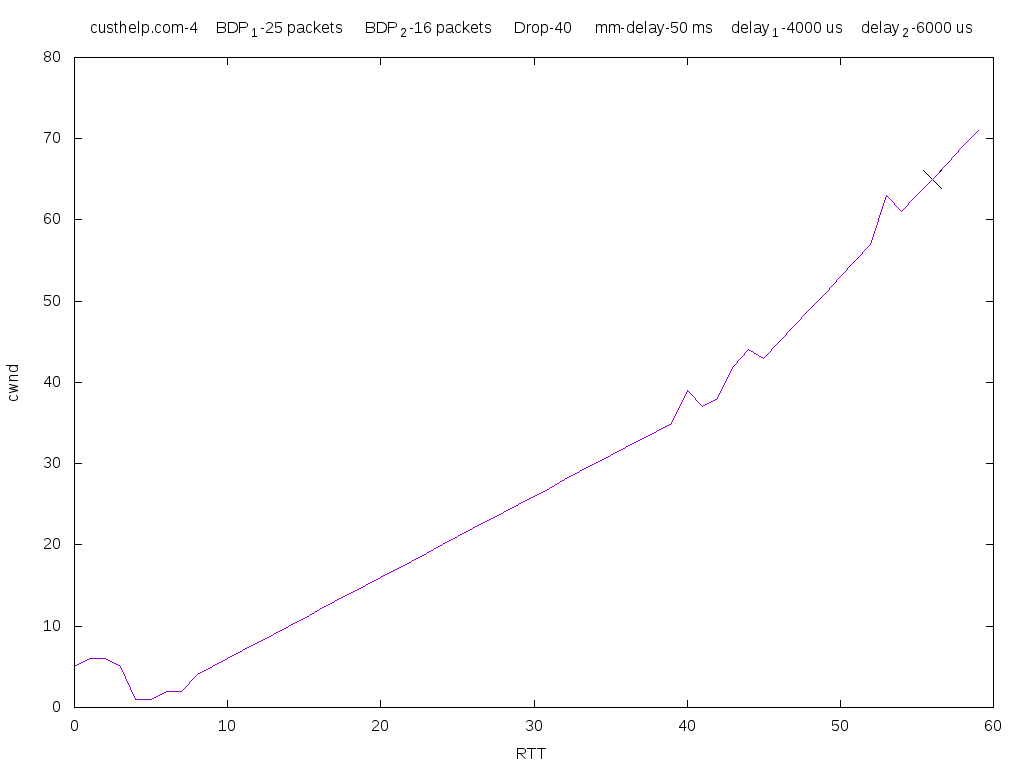 custhelp.com-4 BDP1-25 packets BDP2-16 packets Drop-40 mm-delay-50 ms delay1-4000 us delay2-6000 us
80
70
60
50
40
30
20
10
0
cwnd
0 10 20 30 40 50 60
RTT